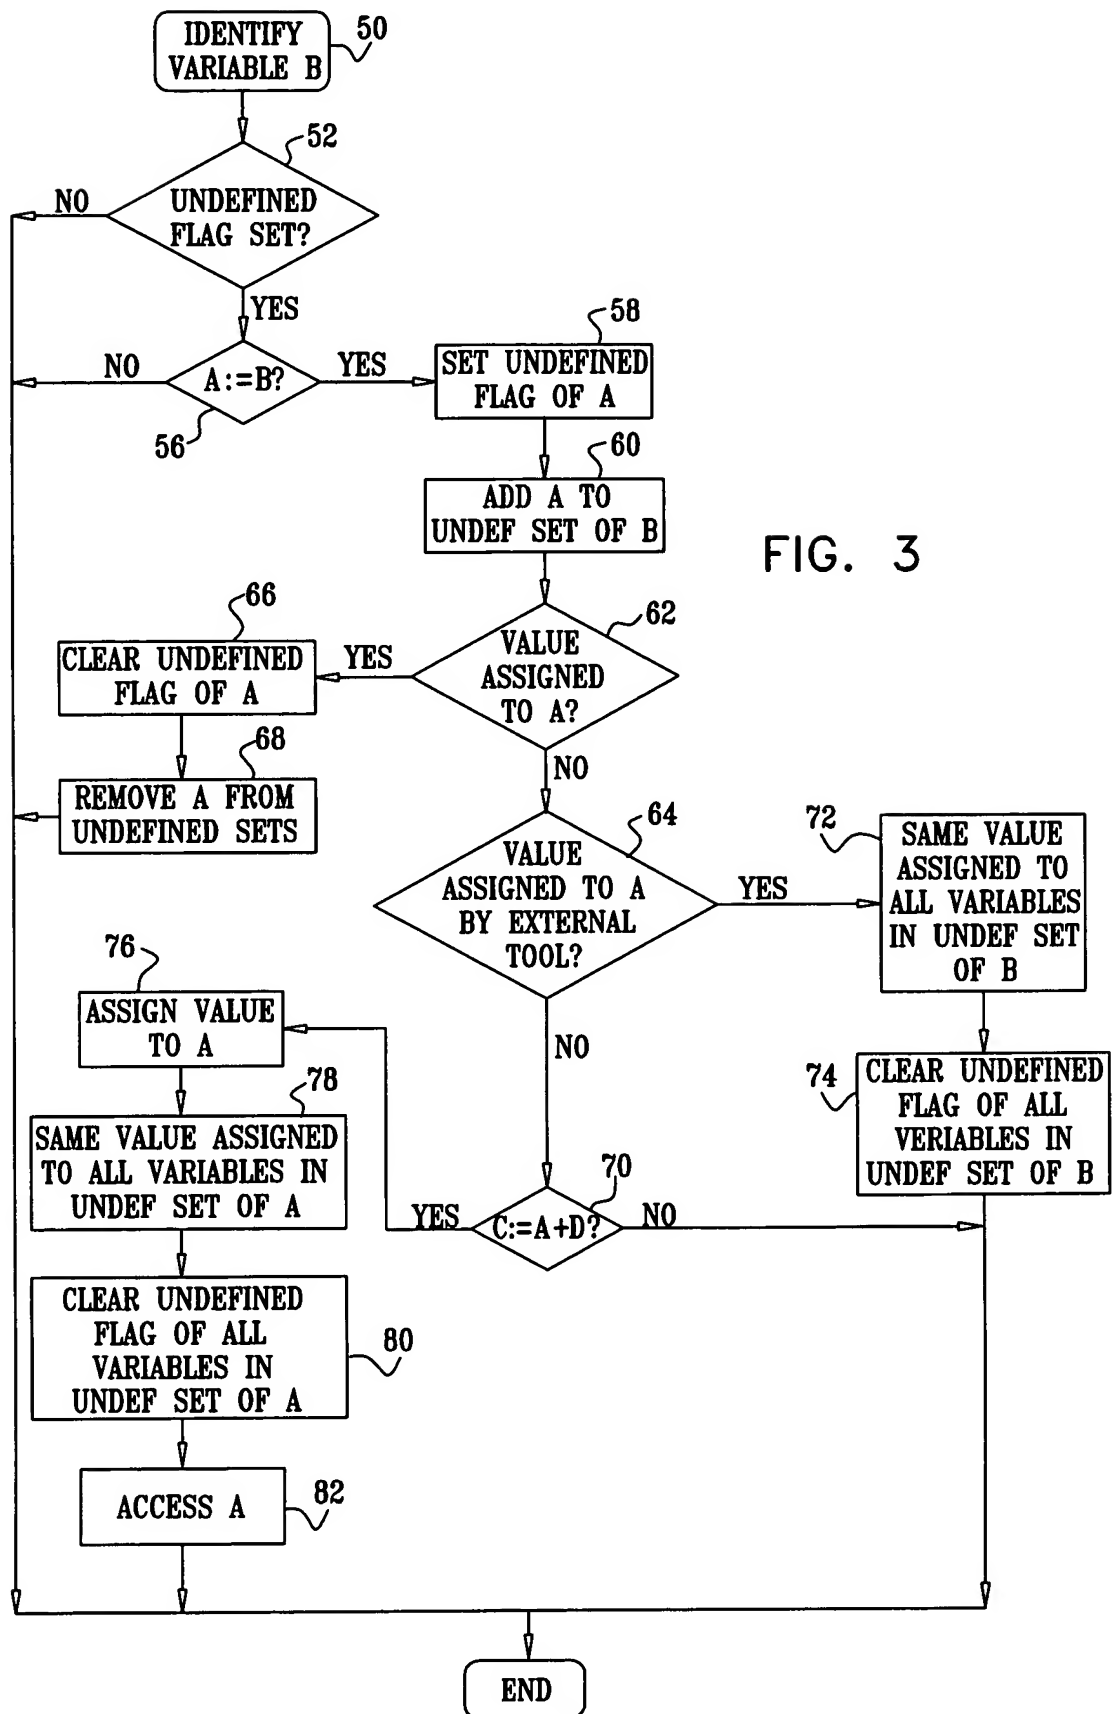 IDENTIFY
VARIABLE B
50
52
UNDEFINED
FLAG SET?
NO
YES
A:=B?
NO
YES
56
58
SET UNDEFINED
FLAG OF A
60
ADD A TO
UNDEF SET OF B
FIG. 3
62
VALUE
ASSIGNED
TO A?
YES
NO
66
CLEAR UNDEFINED
FLAG OF A
68
REMOVE A FROM
UNDEFINED SETS
64
VALUE
ASSIGNED TO A
BY EXTERNAL
TOOL?
YES
NO
72
SAME VALUE
ASSIGNED TO
ALL VARIABLES
IN UNDEF SET
OF B
74
CLEAR UNDEFINED
FLAG OF ALL
VERIABLES IN
UNDEF SET OF B
70
C:=A+D?
YES
NO
76
ASSIGN VALUE
TO A
78
SAME VALUE ASSIGNED
TO ALL VARIABLES IN
UNDEF SET OF A
CLEAR UNDEFINED
FLAG OF ALL
VARIABLES IN
UNDEF SET OF A
80
ACCESS A
82
END